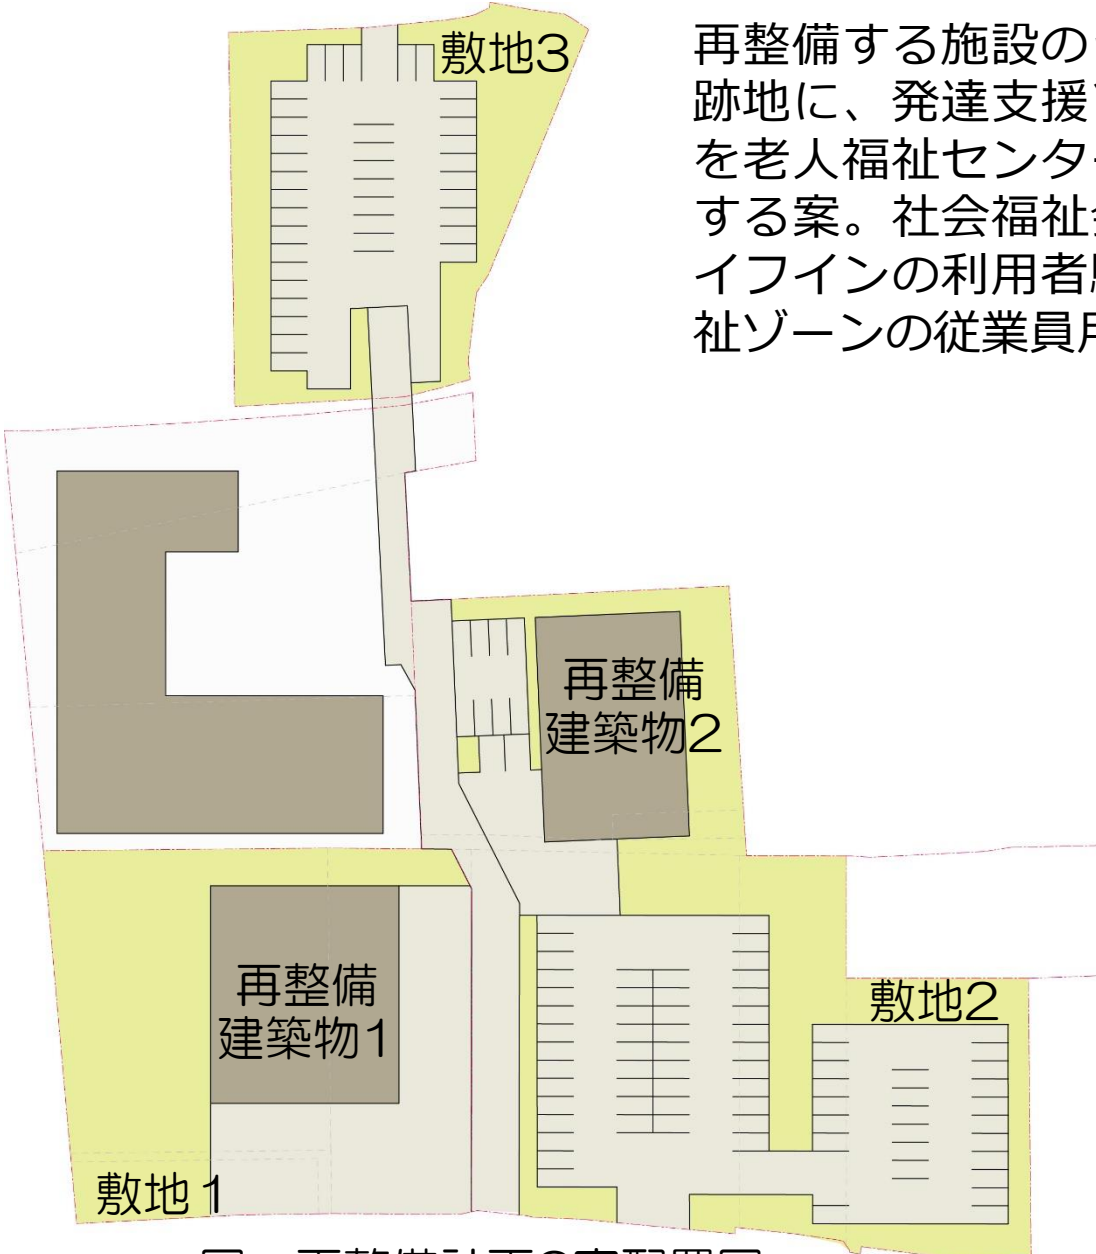 敷地3
再整備する施設の
跡地に、発達支援
を老人福祉センター
する案。社会福祉
イフインの利用者
祉ゾーンの従業員用
再整備
建築物2
再整備
建築物1
敷地2
敷地1